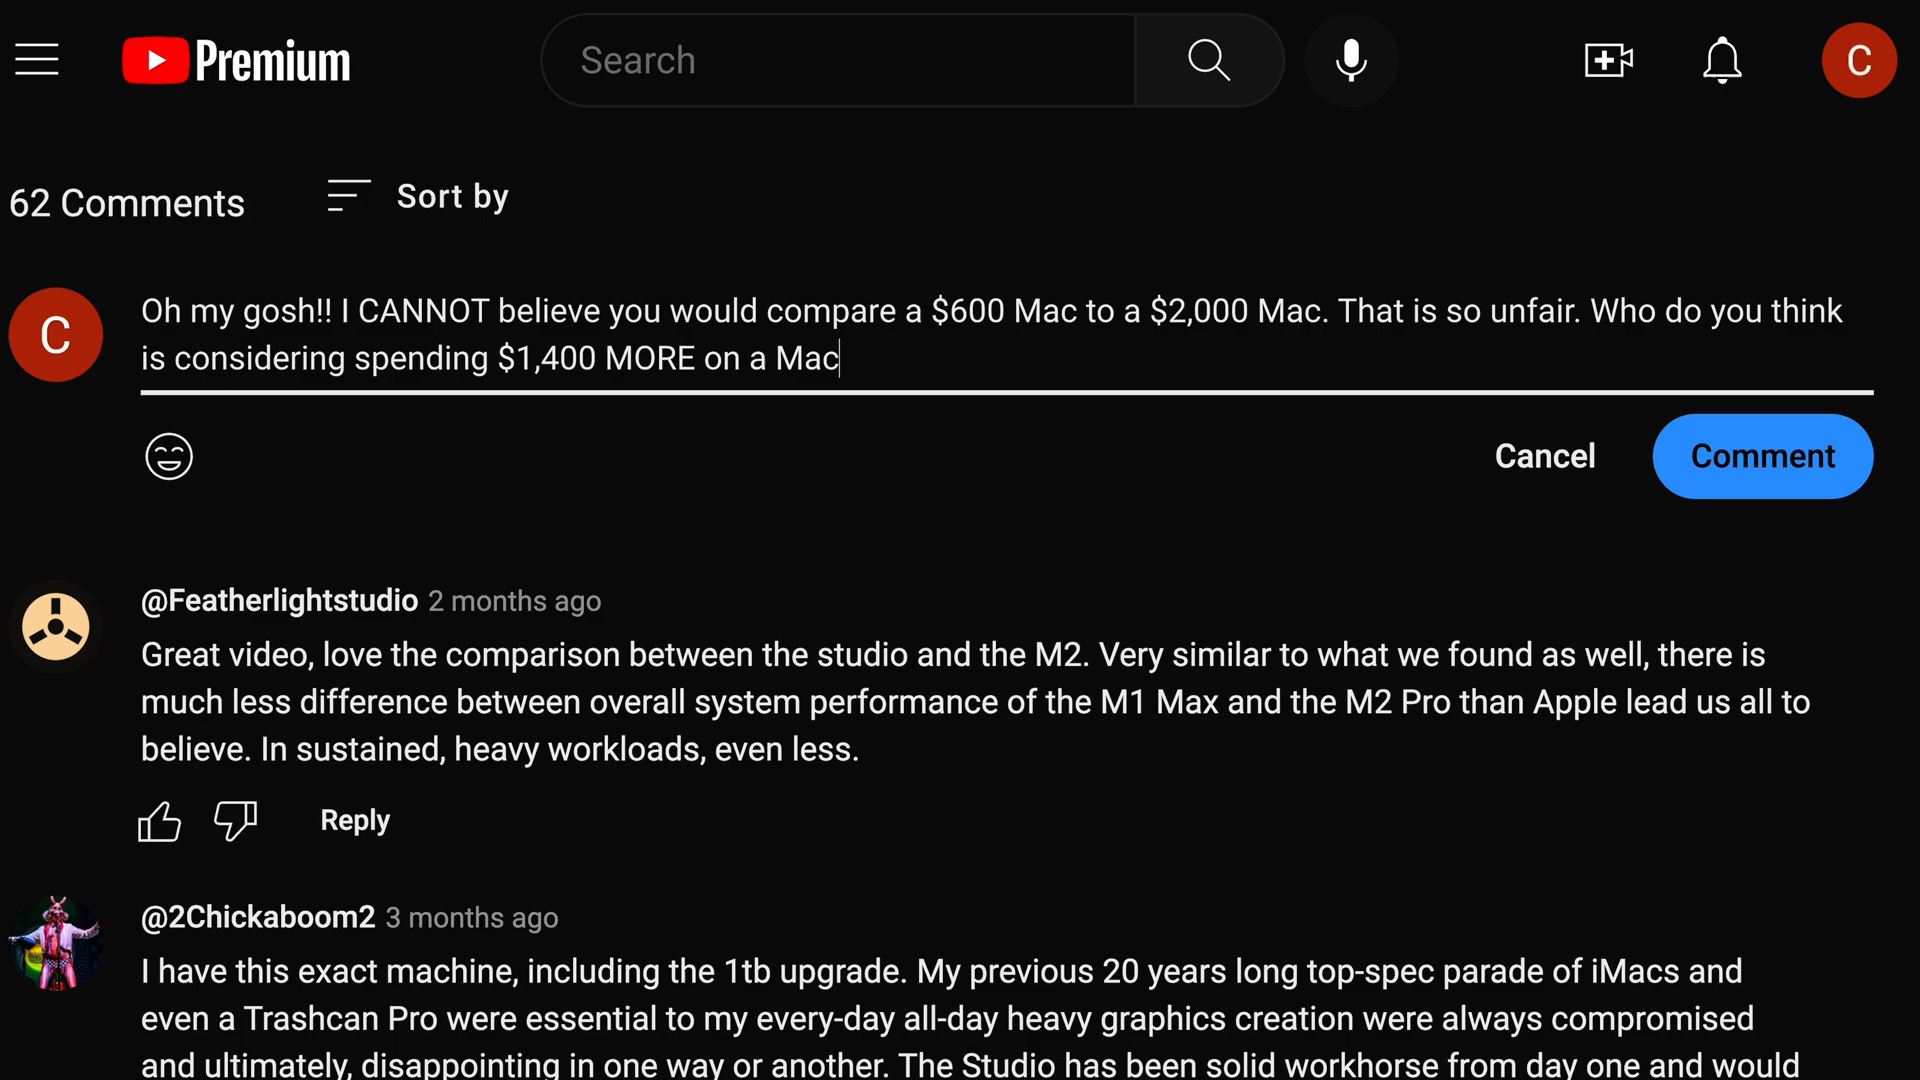 Premium
Search
C
62 Comments
Sort by
C
Oh my gosh!! I CANNOT believe you would compare a $600 Mac to a $2,000 Mac. That is so unfair. Who do you think
is considering spending $1,400 MORE on a Mac
Cancel
Comment
@Featherlightstudio 2 months ago
Great video, love the comparison between the studio and the M2. Very similar to what we found as well, there is
much less difference between overall system performance of the M1 Max and the M2 Pro than Apple lead us all to
believe. In sustained, heavy workloads, even less.
Reply
@2Chickaboom2 3 months ago
I have this exact machine, including the 1tb upgrade. My previous 20 years long top-spec parade of iMacs and
even a Trashcan Pro were essential to my every-day all-day heavy graphics creation were always compromised
and ultimately, disappointing in one way or another. The Studio has been solid workhorse from day one and would